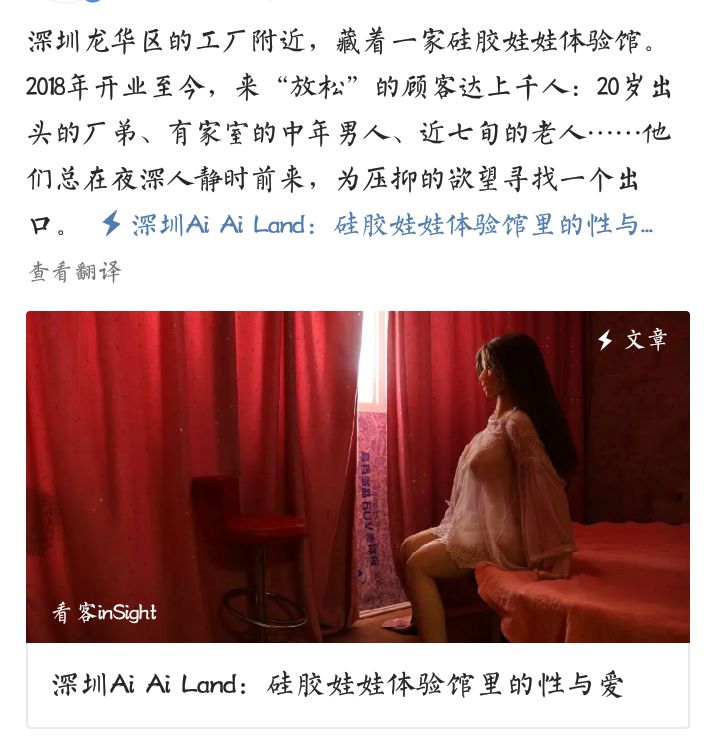 深圳龙华区的工厂附近，藏着一家硅胶娃娃体验馆。
2018年开业至今，来“放松”的顾客达上千人：20岁出
头的厂弟、有家室的中年男人、近七旬的老人……他
们总在夜深人静时前来，为压抑的欲望寻找一个出
口。 深圳Ai Ai Land：硅胶娃娃体验馆里的性与...
查看翻译
文章
看客inSight
深圳Ai Ai Land：硅胶娃娃体验馆里的性与爱